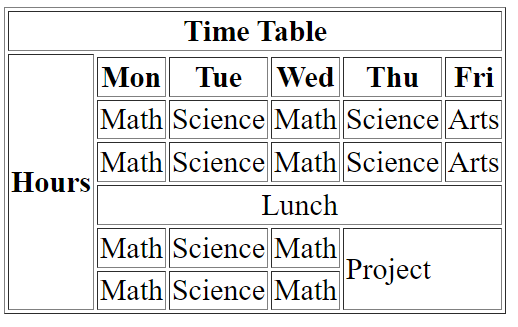 Time Table
Mon Tue Wed Thu Fri
Math Science Math Science Arts
Math Science Math Science Arts
Hours
Lunch
Math Science Math
Project
Math Science Math